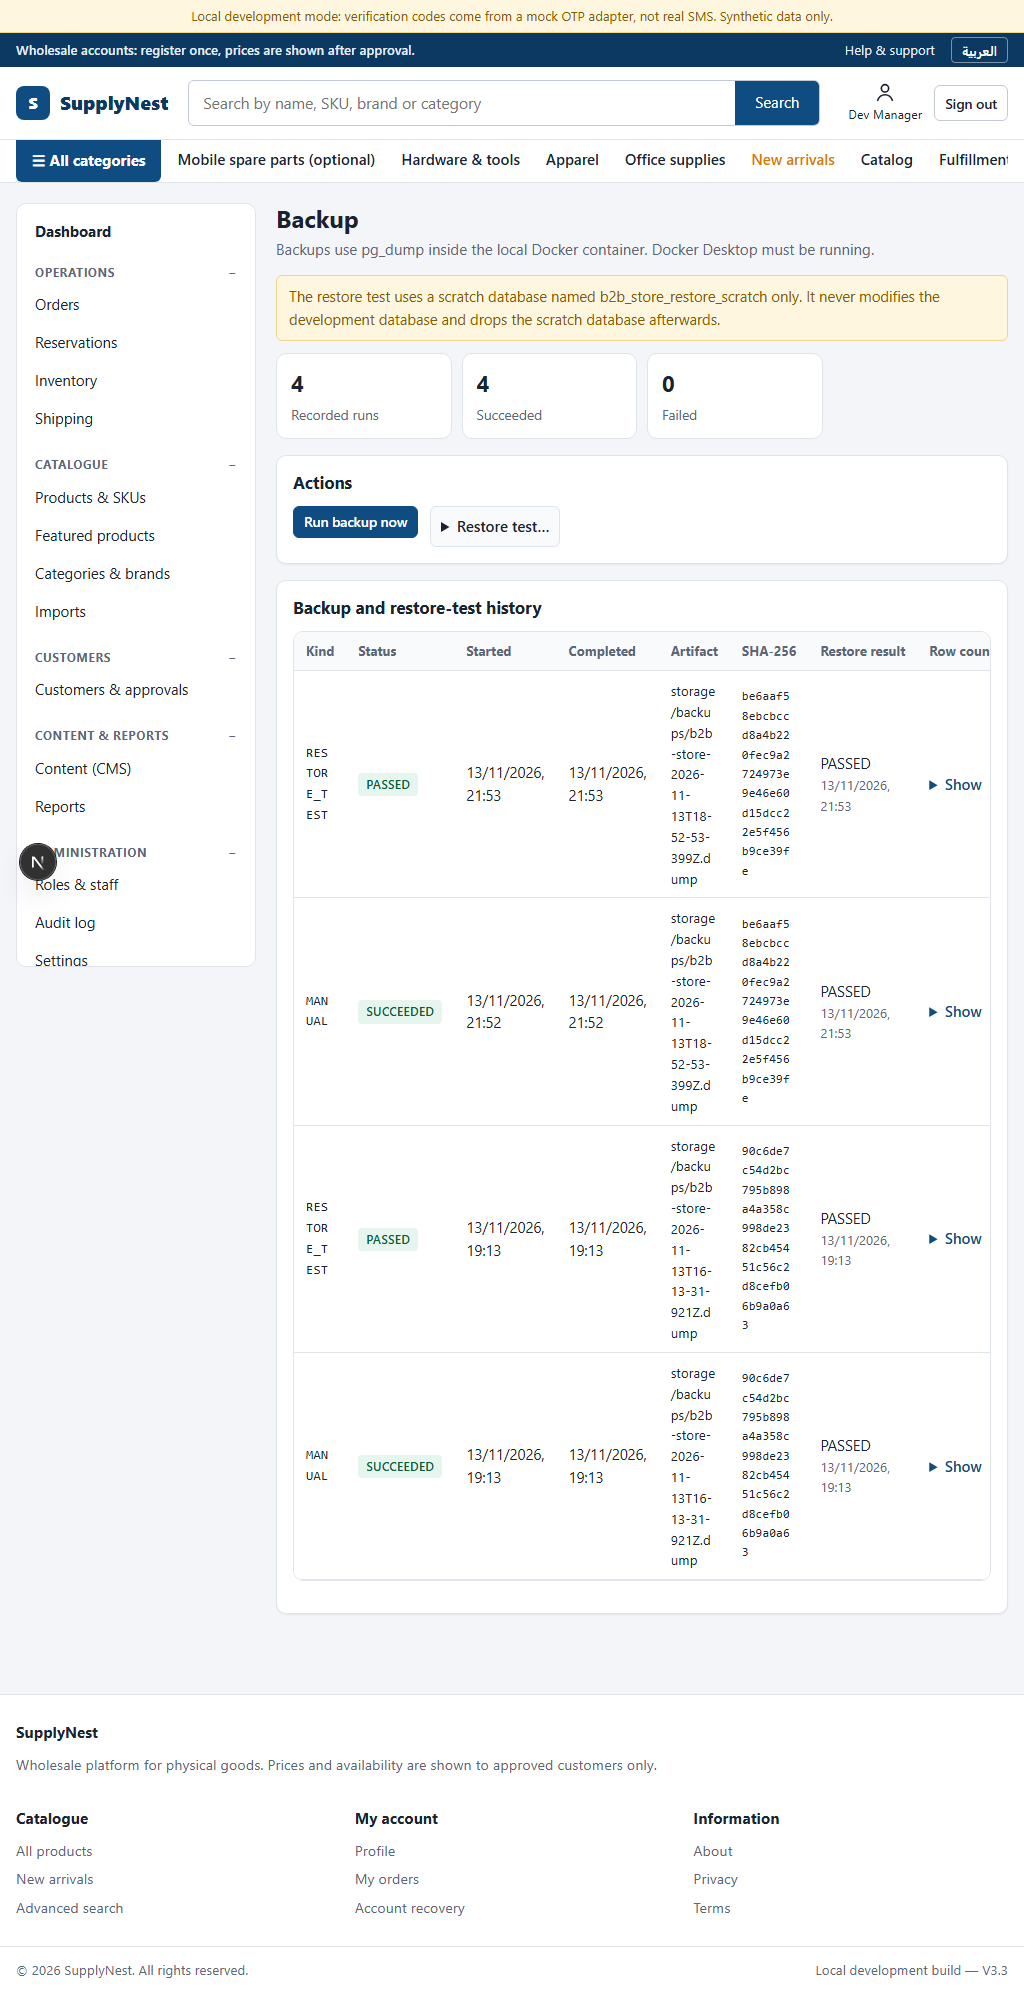 Local development mode: verification codes come from a mock OTP adapter, not real SMS. Synthetic data only.
Wholesale accounts: register once, prices are shown after approval.
Help & support
العربية
S
SupplyNest
Search by name, SKU, brand or category
Search
Dev Manager
Sign out
☰ All categories
Mobile spare parts (optional)
Hardware & tools
Apparel
Office supplies
New arrivals
Catalog
Fulfillment
Dashboard
OPERATIONS
–
Orders
Reservations
Inventory
Shipping
CATALOGUE
–
Products & SKUs
Featured products
Categories & brands
Imports
CUSTOMERS
–
Customers & approvals
CONTENT & REPORTS
–
Content (CMS)
Reports
MINISTRATION
–
N
Roles & staff
Audit log
Settings
Backup
Backups use pg_dump inside the local Docker container. Docker Desktop must be running.
The restore test uses a scratch database named b2b_store_restore_scratch only. It never modifies the
development database and drops the scratch database afterwards.
4
Recorded runs
4
Succeeded
0
Failed
Actions
Run backup now
▶ Restore test...
Backup and restore-test history
Kind
Status
Started
Completed
Artifact
SHA-256
Restore result
Row coun
RES
TOR
E_T
EST
PASSED
13/11/2026,
21:53
13/11/2026,
21:53
storage
/backu
ps/b2b
-store-
2026-
11-
13T18-
52-53-
399Z.d
ump
be6aaf5
8ebcbcc
d8a4b22
0fec9a2
724973e
9e46e60
d15dcc2
2e5f456
b9ce39f
e
PASSED
13/11/2026,
21:53
▶ Show
MAN
UAL
SUCCEEDED
13/11/2026,
21:52
13/11/2026,
21:52
storage
/backu
ps/b2b
-store-
2026-
11-
13T18-
52-53-
399Z.d
ump
be6aaf5
8ebcbcc
d8a4b22
0fec9a2
724973e
9e46e60
d15dcc2
2e5f456
b9ce39f
e
PASSED
13/11/2026,
21:53
▶ Show
RES
TOR
E_T
EST
PASSED
13/11/2026,
19:13
13/11/2026,
19:13
storage
/backu
ps/b2b
-store-
2026-
11-
13T16-
13-31-
921Z.d
ump
90c6de7
c54d2bc
795b898
a4a358c
998de23
82cb454
51c56c2
d8cefb0
6b9a0a6
3
PASSED
13/11/2026,
19:13
▶ Show
MAN
UAL
SUCCEEDED
13/11/2026,
19:13
13/11/2026,
19:13
storage
/backu
ps/b2b
-store-
2026-
11-
13T16-
13-31-
921Z.d
ump
90c6de7
c54d2bc
795b898
a4a358c
998de23
82cb454
51c56c2
d8cefb0
6b9a0a6
3
PASSED
13/11/2026,
19:13
▶ Show
SupplyNest
Wholesale platform for physical goods. Prices and availability are shown to approved customers only.
Catalogue
All products
New arrivals
Advanced search
My account
Profile
My orders
Account recovery
Information
About
Privacy
Terms
© 2026 SupplyNest. All rights reserved.
Local development build — V3.3